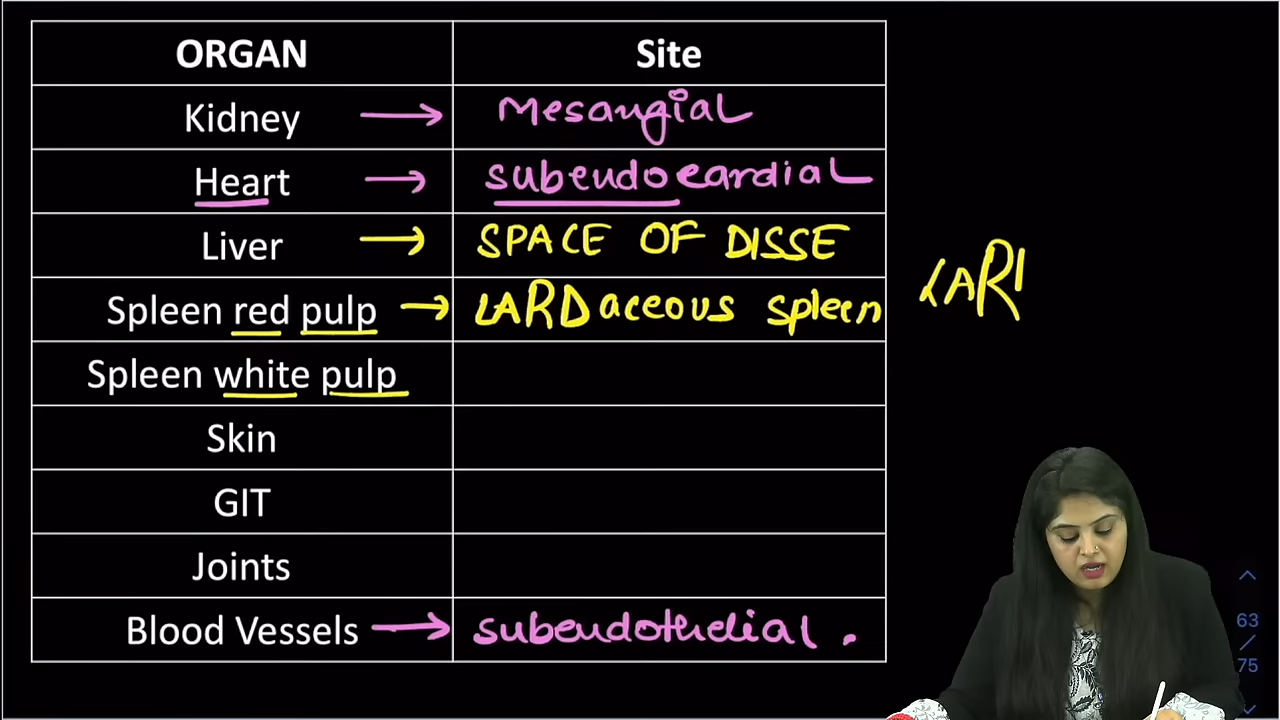 ORGAN Site
Kidney → Mesangial
Heart → subendocardial
Liver → SPACE OF DISSE
Spleen red pulp → LARDaceous spleen LARI
Spleen white pulp
Skin
GIT
Joints
Blood Vessels → subendothelial .
63
/
75